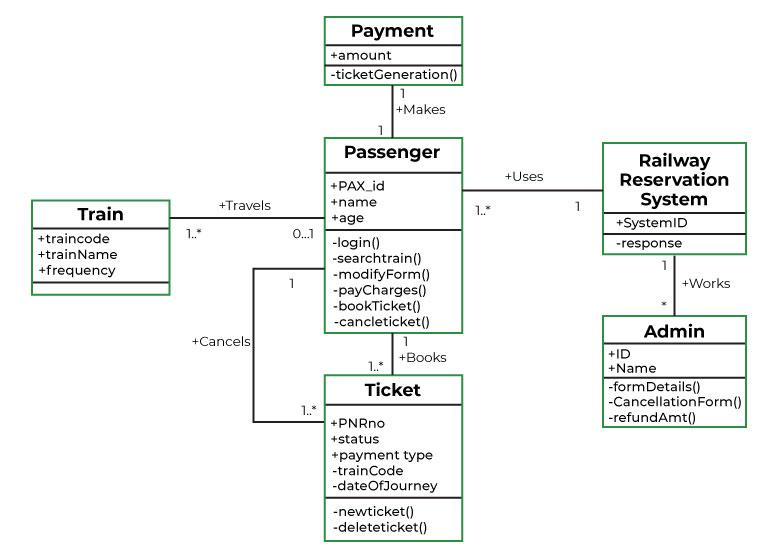 Payment
+amount
-ticketGeneration()
1
+Makes
1
Passenger
+PAX_id
+name
+age
-login()
-searchtrain()
-modifyForm()
-payCharges()
-bookTicket()
-cancleticket()
+Uses
1..*
1
Railway
Reservation
System
+SystemID
-response
1
+Works
*
Admin
+ID
+Name
-formDetails()
-CancellationForm()
-refundAmt()
Train
+traincode
+trainName
+frequency
+Travels
1..*
0...1
1
+Cancels
1..*
1
+Books
1..*
Ticket
+PNRno
+status
+payment type
-trainCode
-dateOfJourney
-newticket()
-deleteticket()